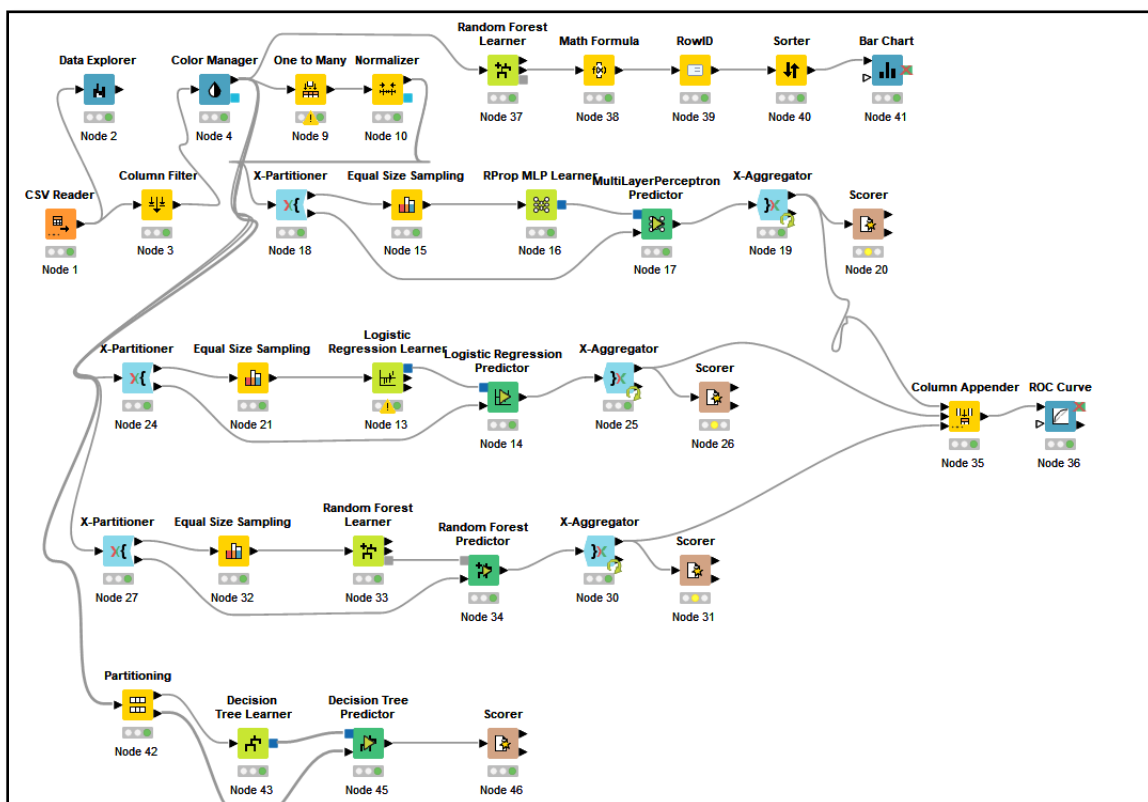 Random Forest
Learner
Math Formula
RowID
Sorter
Bar Chart
Data Explorer
Color Manager
One to Many
Normalizer
Node 37
Node 38
Node 39
Node 40
Node 41
Node 2
Node 4
Node 9
Node 10
CSV Reader
Column Filter
X-Partitioner
Equal Size Sampling
RProp MLP Learner
MultiLayerPerceptron
Predictor
X-Aggregator
Scorer
Node 1
Node 3
Node 18
Node 15
Node 16
Node 17
Node 19
Node 20
X-Partitioner
Equal Size Sampling
Logistic
Regression Learner
Logistic Regression
Predictor
X-Aggregator
Scorer
Column Appender
ROC Curve
Node 24
Node 21
Node 13
Node 14
Node 25
Node 26
Node 35
Node 36
X-Partitioner
Equal Size Sampling
Random Forest
Learner
Random Forest
Predictor
X-Aggregator
Scorer
Node 27
Node 32
Node 33
Node 34
Node 30
Node 31
Partitioning
Decision
Tree Learner
Decision Tree
Predictor
Scorer
Node 42
Node 43
Node 45
Node 46